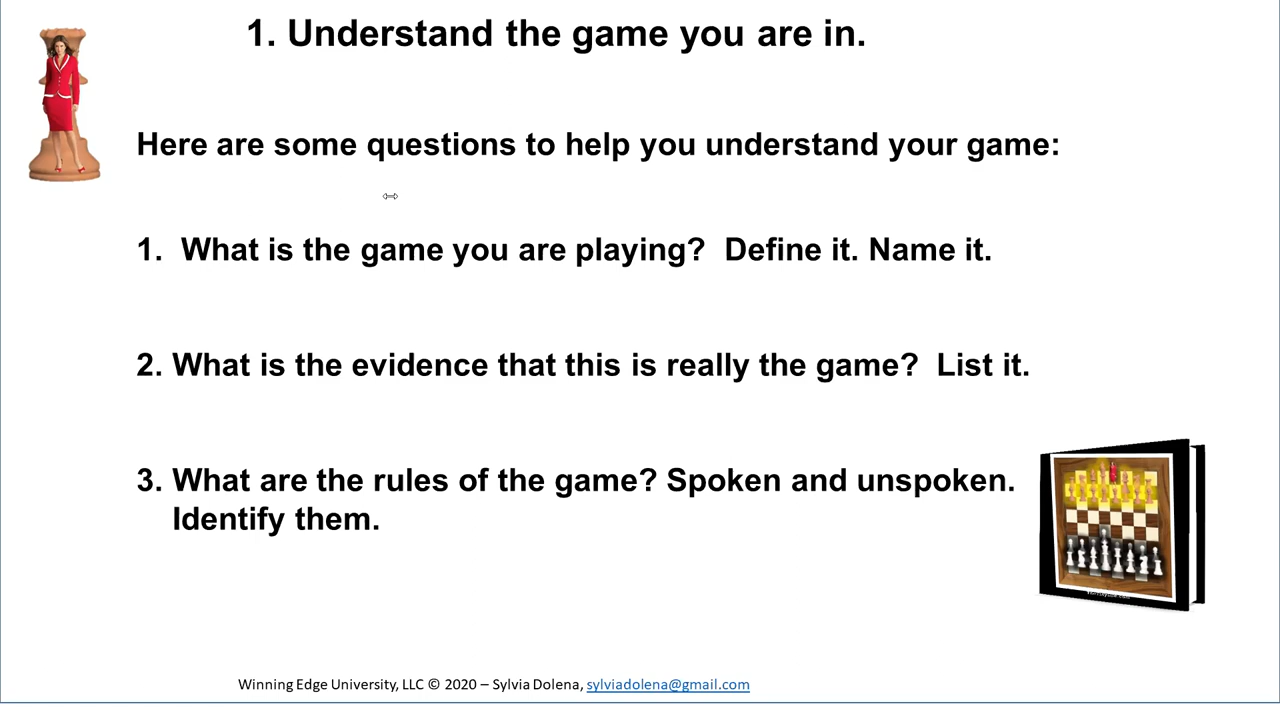 1. Understand the game you are in.
Here are some questions to help you understand your game:
1. What is the game you are playing? Define it. Name it.
2. What is the evidence that this is really the game? List it.
3. What are the rules of the game? Spoken and unspoken.
Identify them.
Winning Edge University, LLC © 2020 – Sylvia Dolena, sylviadolena@gmail.com